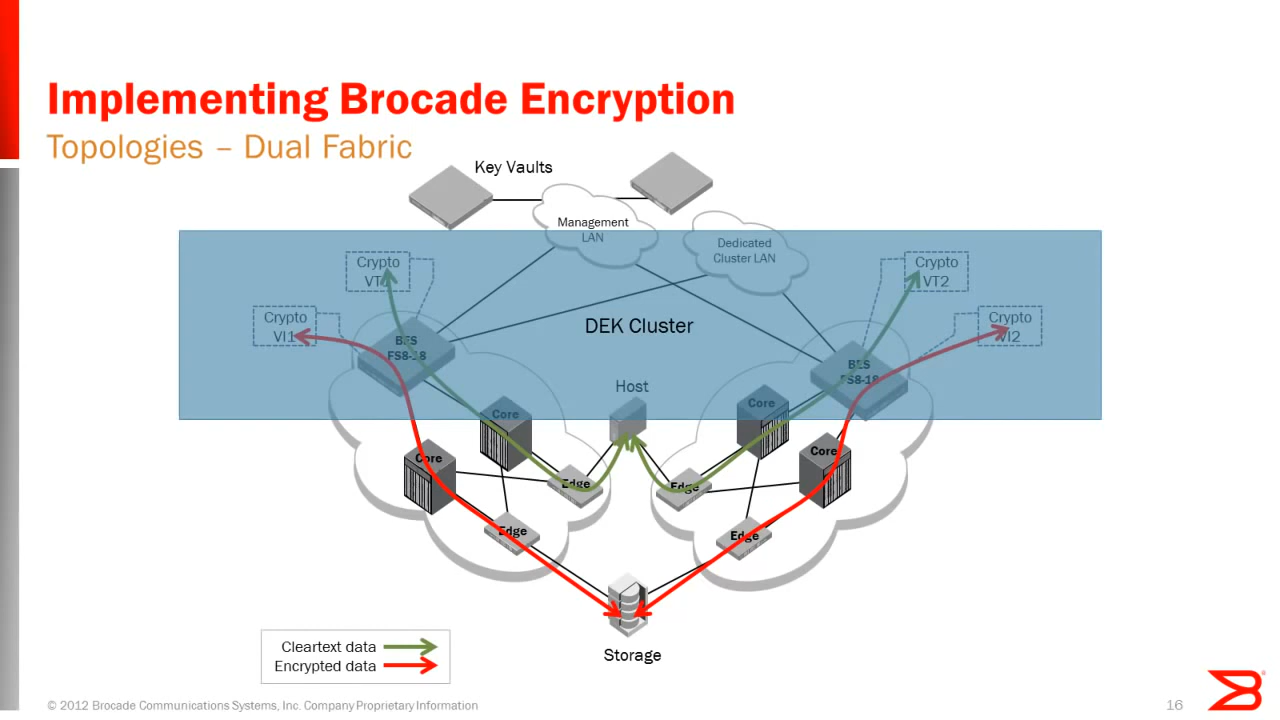 Implementing Brocade Encryption
Topologies – Dual Fabric
Key Vaults
Management
LAN
Dedicated
Cluster LAN
Crypto
Crypto
VT2
Crypto
VI1
Crypto
VI2
DEK Cluster
BES
BES
FS8-18
Host
Core
Core
Core
Core
Edge
Edge
Edge
Edge
Storage
Cleartext data
Encrypted data
© 2012 Brocade Communications Systems, Inc. Company Proprietary Information
16